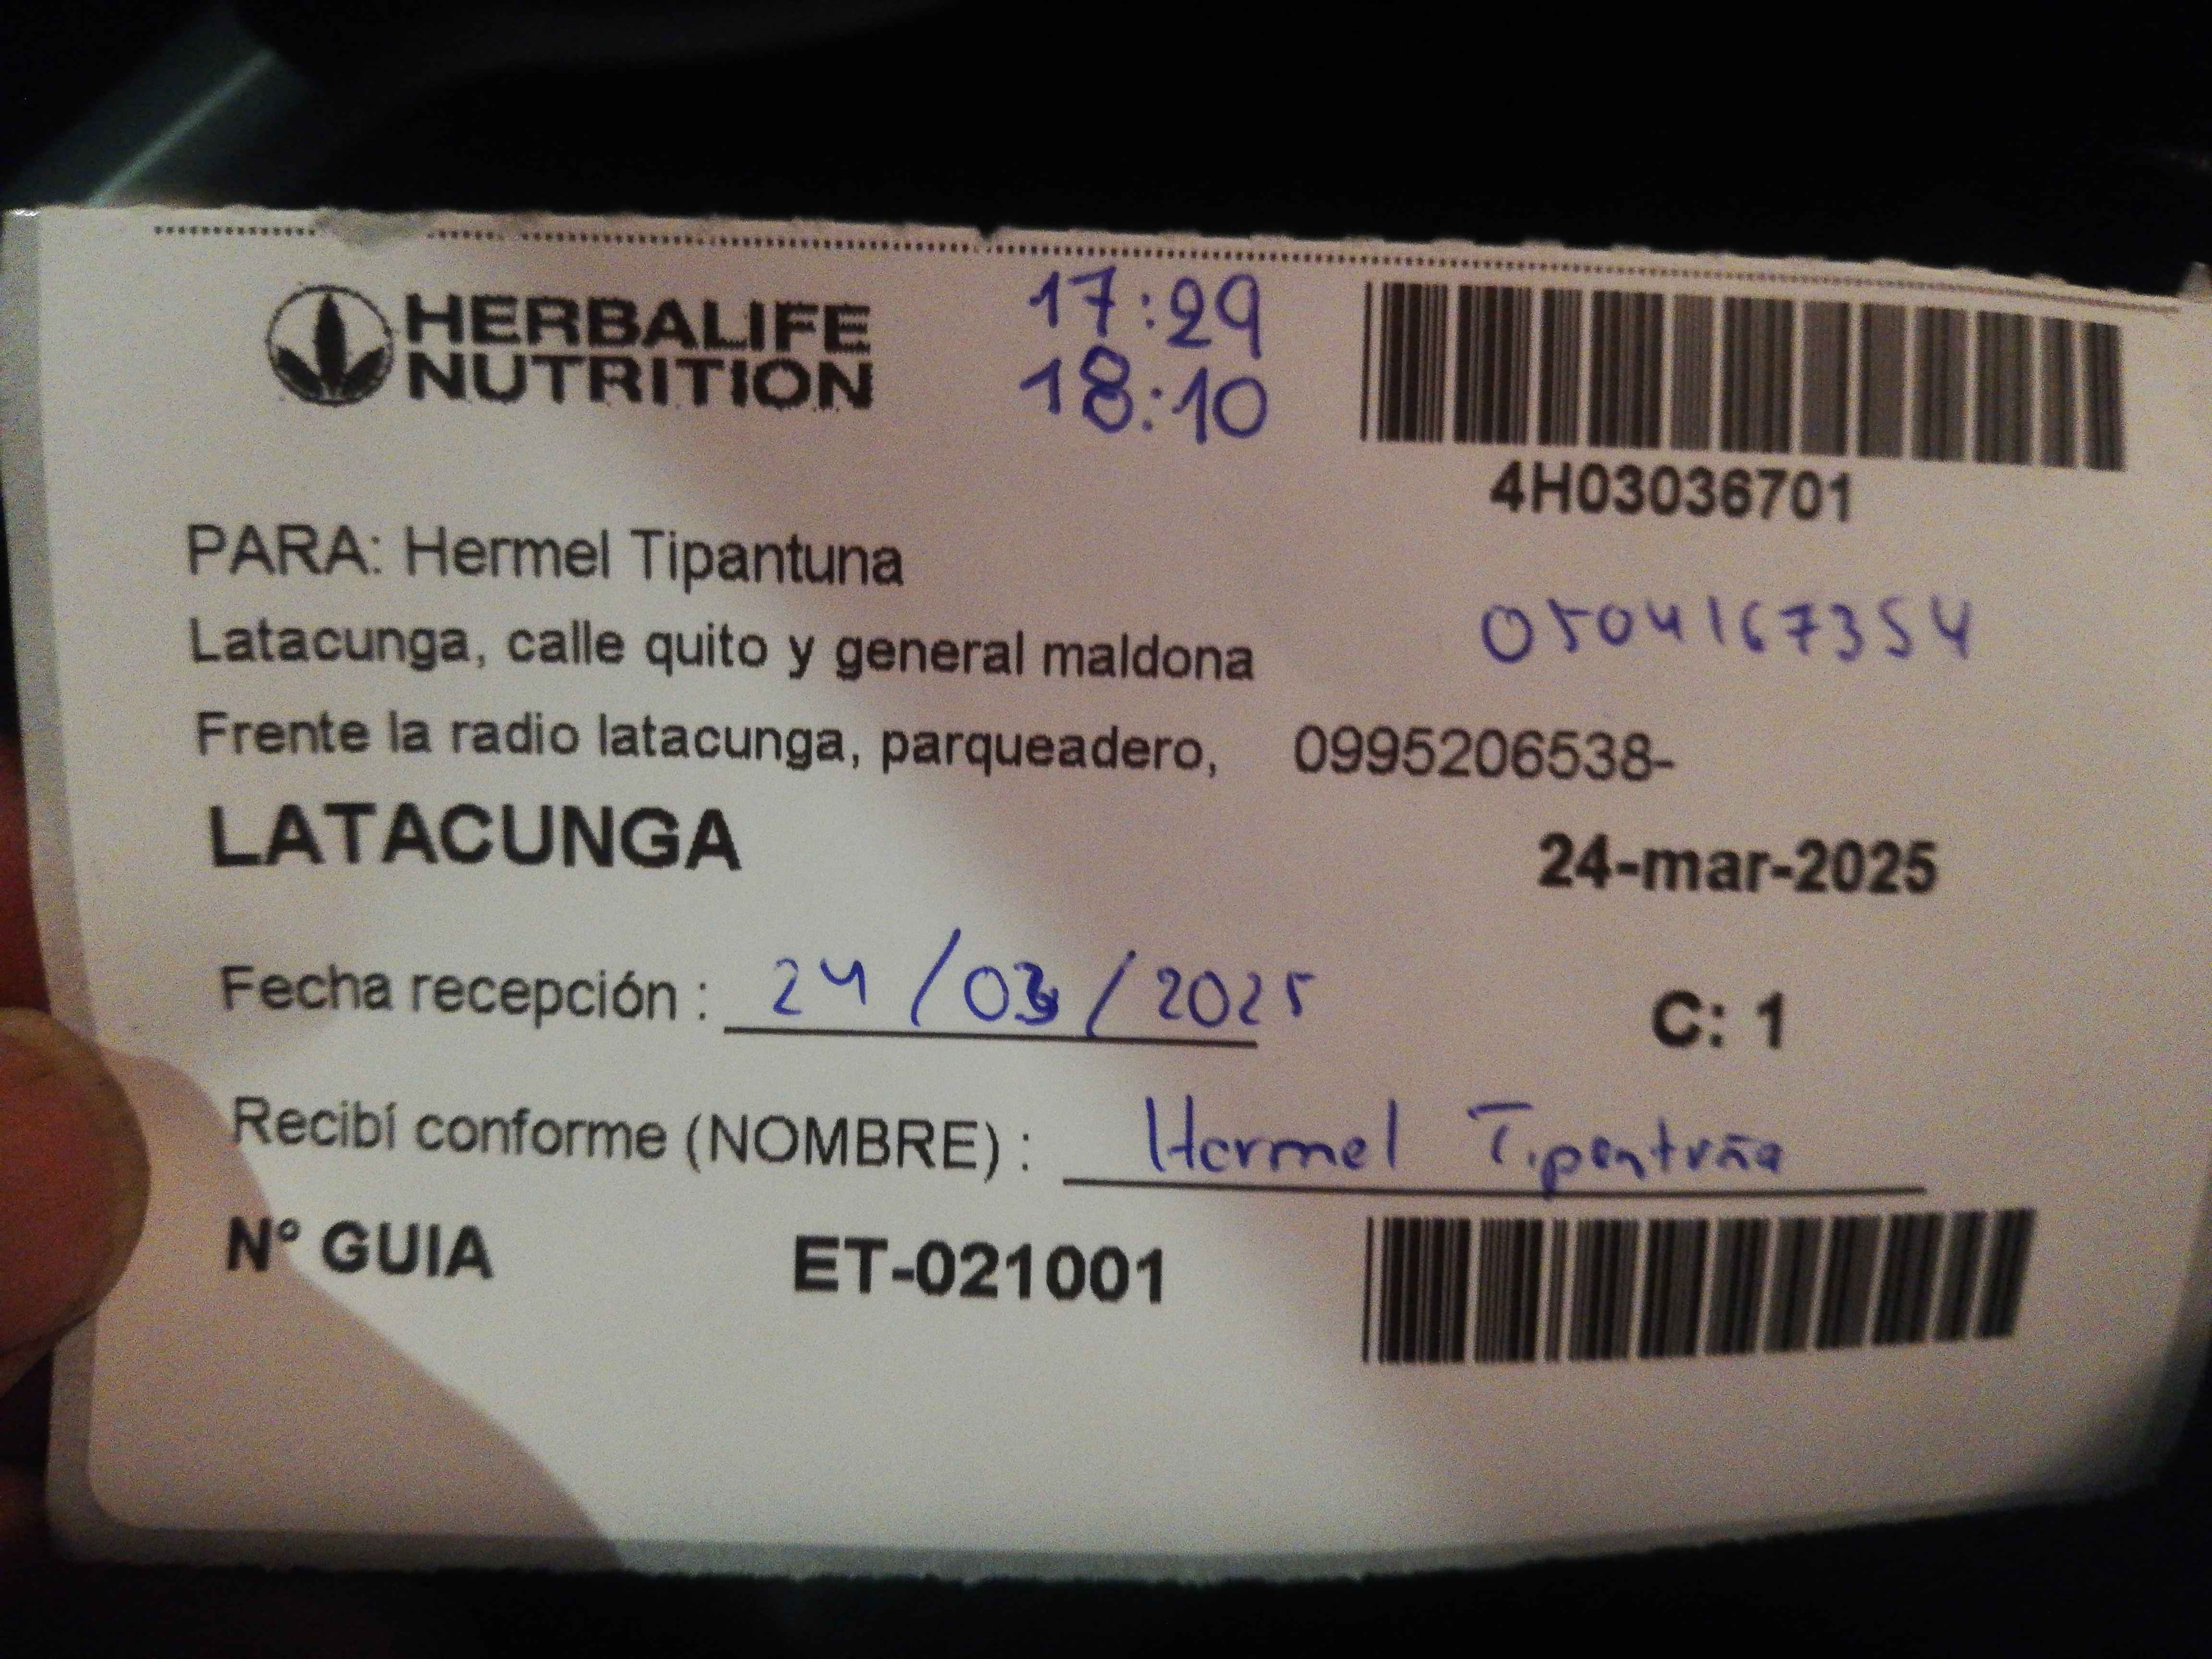 HERBALIFE
NUTRITION
17:29
18:10
4H03036701
PARA: Hermel Tipantuna
Latacunga, calle quito y general maldona
0504167354
Frente la radio latacunga, parqueadero, 0995206538-
LATACUNGA
24-mar-2025
Fecha recepción : 24/03/2025
C: 1
Recibí conforme (NOMBRE) : Hermel Tipantuña
N° GUIA ET-021001